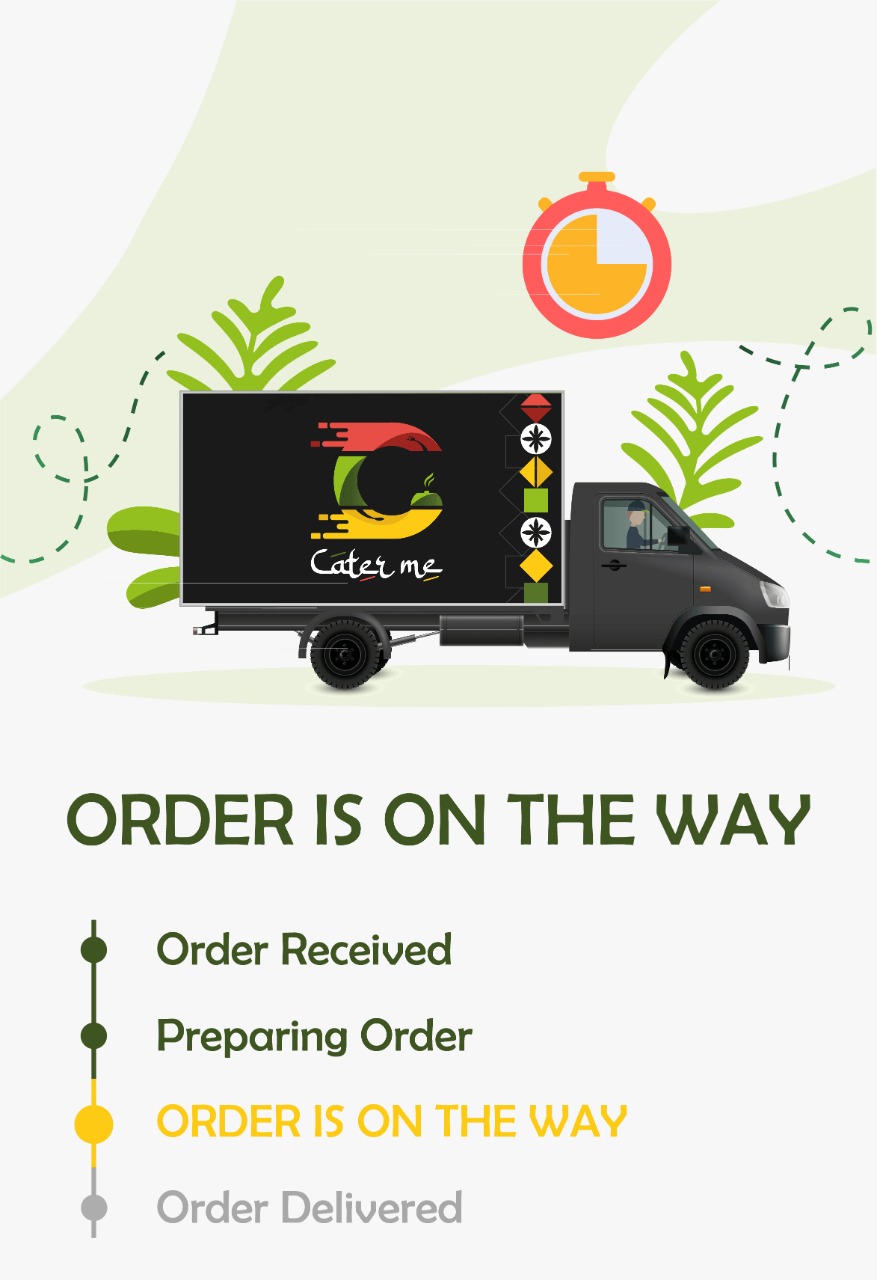 Cater me
ORDER IS ON THE WAY
Order Received
Preparing Order
ORDER IS ON THE WAY
Order Delivered